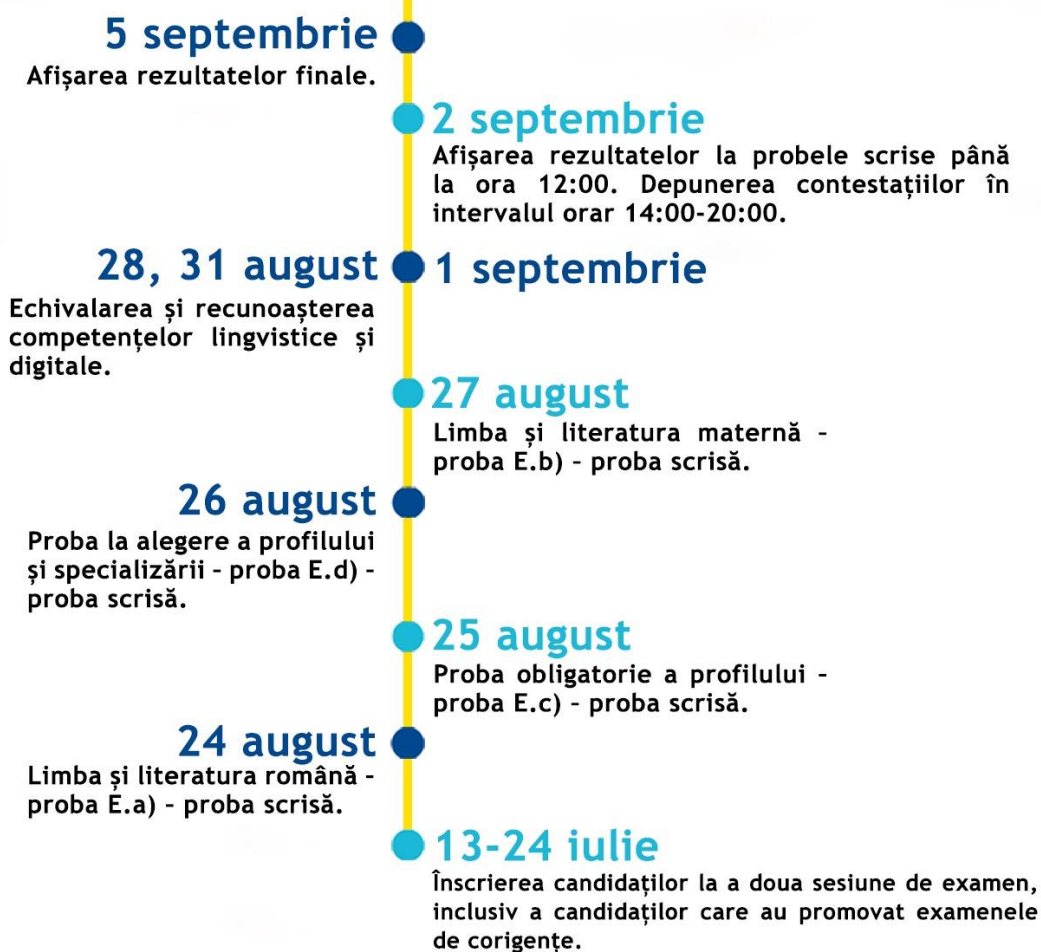 5 septembrie
Afișarea rezultatelor finale.
2 septembrie
Afișarea rezultatelor la probele scrise până
la ora 12:00. Depunerea contestațiilor în
intervalul orar 14:00-20:00.
28, 31 august
1 septembrie
Echivalarea și recunoașterea
competențelor lingvistice și
digitale.
27 august
Limba și literatura maternă –
proba E.b) – proba scrisă.
26 august
Proba la alegere a profilului
și specializării – proba E.d) –
proba scrisă.
25 august
Proba obligatorie a profilului –
proba E.c) – proba scrisă.
24 august
Limba și literatura română –
proba E.a) – proba scrisă.
13-24 iulie
Înscrierea candidaților la a doua sesiune de examen,
inclusiv a candidaților care au promovat examenele
de corigențe.